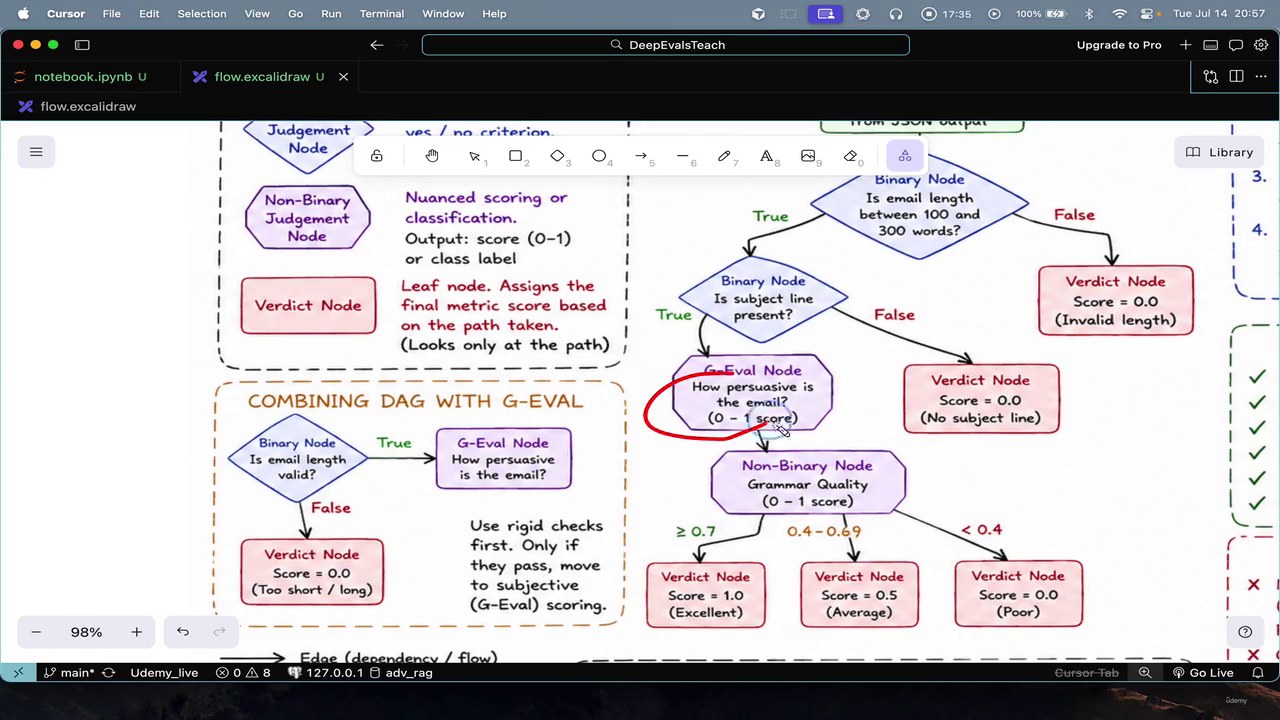 Cursor File Edit Selection View Go Run Terminal Window Help 17:35 100% Tue Jul 14 20:57
DeepEvalsTeach
Upgrade to Pro
notebook.ipynb U
flow.excalidraw U
flow.excalidraw
1 2 3 4 5 6 7 8 9 0
Library
Judgement
Node
yes / no criterion.
Non-Binary
Judgement
Node
Nuanced scoring or
classification.
Output: score (0-1)
or class label
Verdict Node
Leaf node. Assigns the
final metric score based
on the path taken.
(Looks only at the path)
COMBINING DAG WITH G-EVAL
Binary Node
Is email length
valid?
True
G-Eval Node
How persuasive
is the email?
False
Verdict Node
Score = 0.0
(Too short / long)
Use rigid checks
first. Only if
they pass, move
to subjective
(G-Eval) scoring.
Edge (dependency / flow)
from JSON output
Binary Node
Is email length
between 100 and
300 words?
True
False
Verdict Node
Score = 0.0
(Invalid length)
Binary Node
Is subject line
present?
True
False
G-Eval Node
How persuasive is
the email?
(0 - 1 score)
Verdict Node
Score = 0.0
(No subject line)
Non-Binary Node
Grammar Quality
(0 - 1 score)
≥ 0.7
0.4-0.69
< 0.4
Verdict Node
Score = 1.0
(Excellent)
Verdict Node
Score = 0.5
(Average)
Verdict Node
Score = 0.0
(Poor)
3.
4.
98%
main*
Udemy_live
0
8
127.0.0.1
adv_rag
Cursor Tab
Go Live
ûdemy